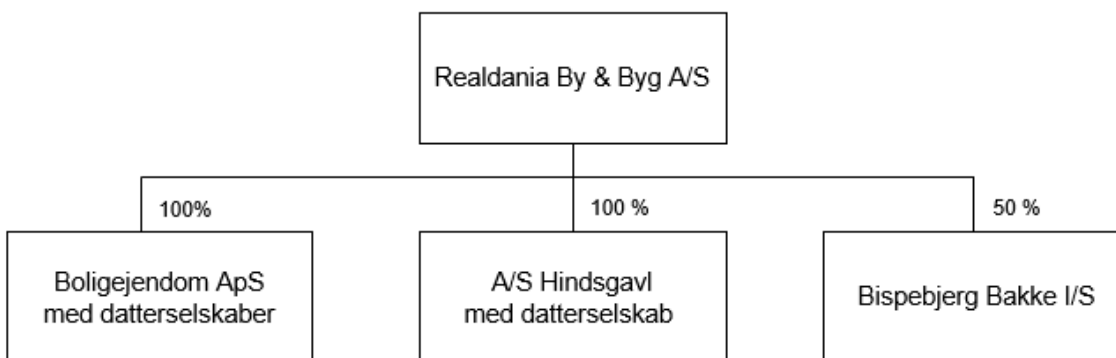 Realdania By & Byg A/S
100%
100 %
50 %
Boligejendom ApS
med datterselskaber
A/S Hindsgavl
med datterselskab
Bispebjerg Bakke I/S